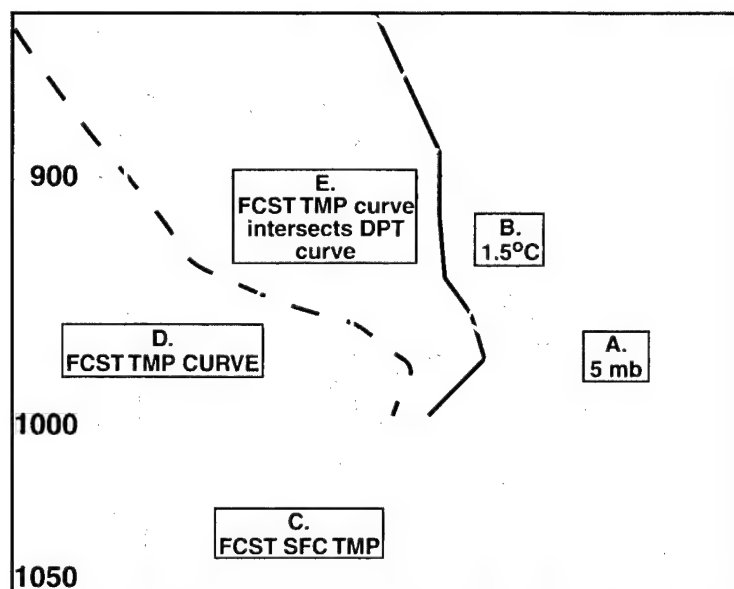 900
E.
FCST TMP curve
intersects DPT
curve
B.
1.5°C
D.
FCST TMP CURVE
A.
5 mb
1000
C.
FCST SFC TMP
1050